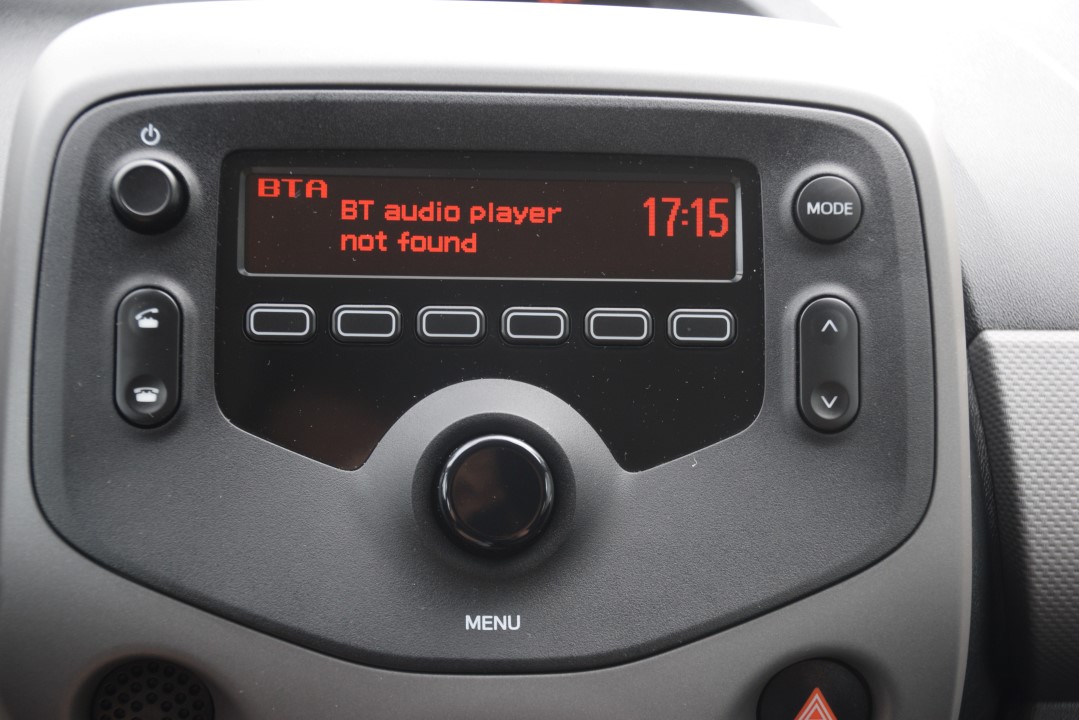 BTA
BT audio player
not found
17:15
MODE
MENU